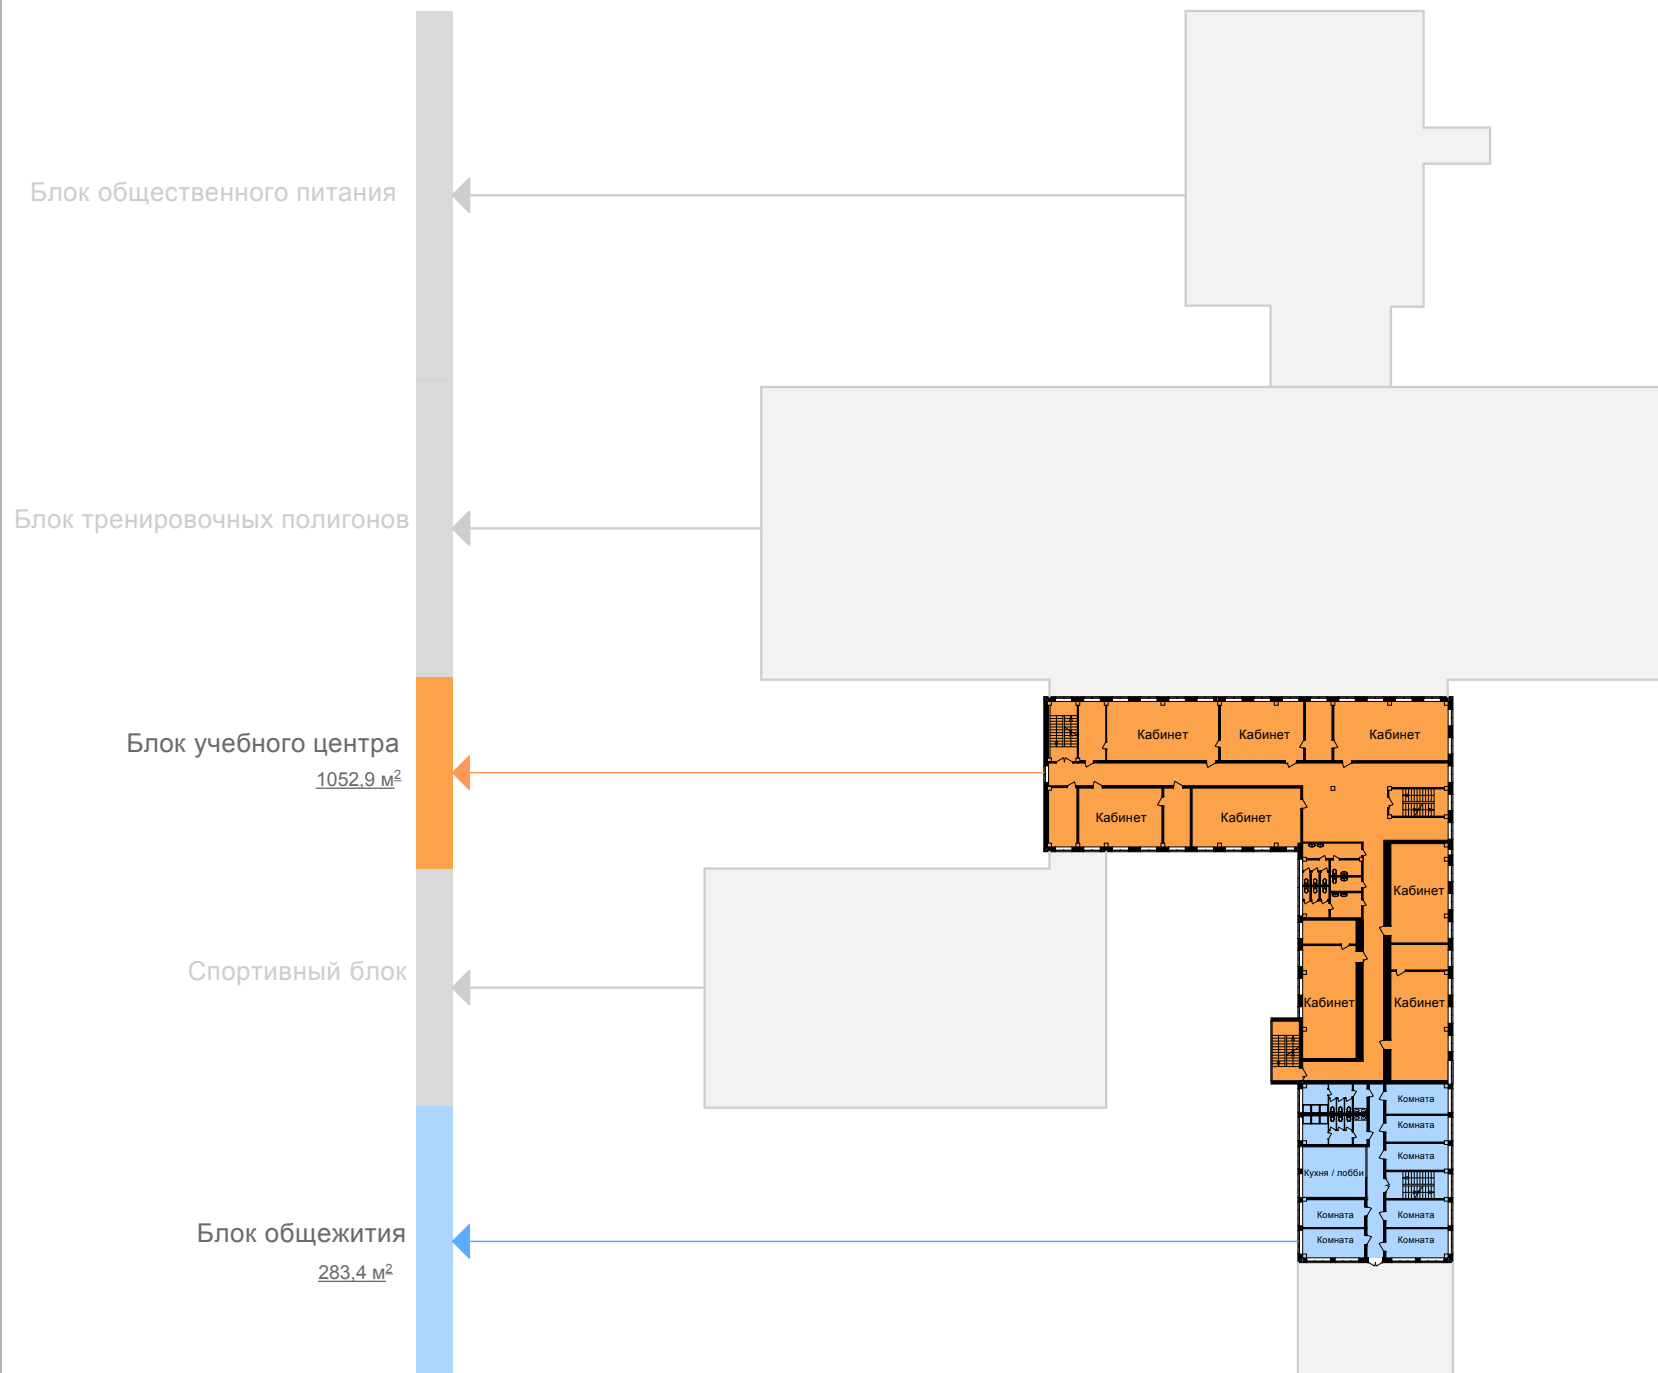 Блок общественного питания
Блок тренировочных полигонов
Блок учебного центра
1052,9 м²
Спортивный блок
Блок общежития
283,4 м²
Кабинет Кабинет Кабинет
Кабинет Кабинет
Кабинет
Кабинет Кабинет
Комната
Комната
Комната
Кухня / лобби
Комната Комната
Комната Комната